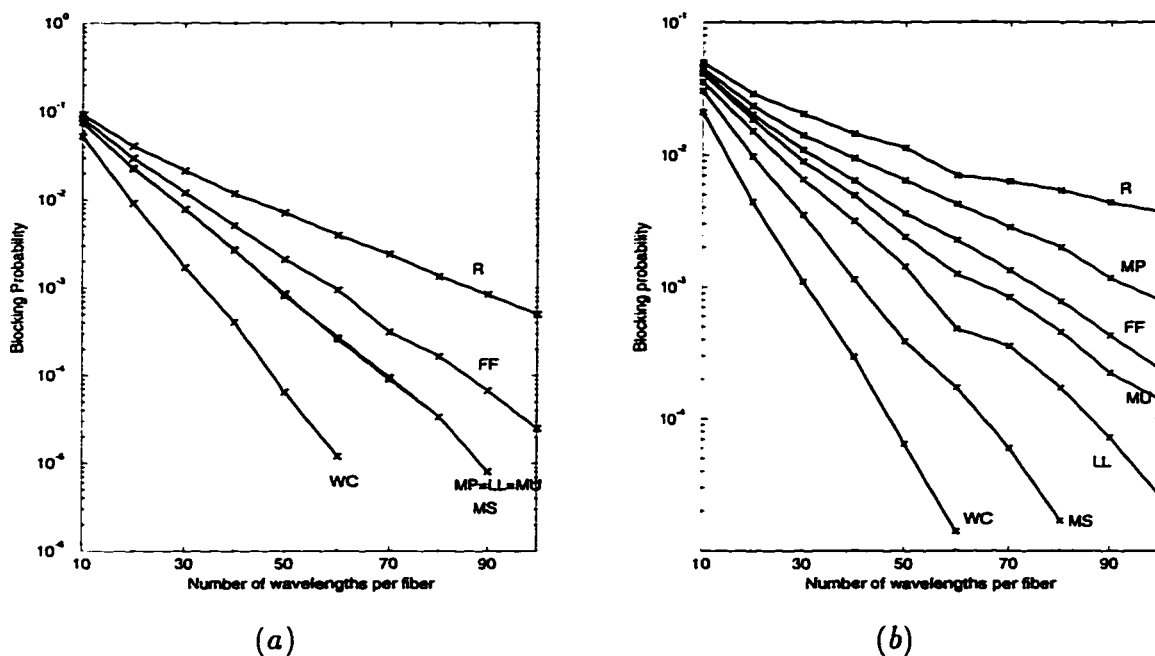 10⁰
10⁻¹
10⁻²
10⁻³
10⁻⁴
10⁻⁵
10⁻⁶
Blocking Probability
R
FF
WC
MP=LL=MU
MS
10 30 50 70 90
Number of wavelengths per fiber
(a)
10⁻¹
10⁻²
10⁻³
10⁻⁴
Blocking probability
R
MP
FF
MU
LL
WC
MS
10 30 50 70 90
Number of wavelengths per fiber
(b)